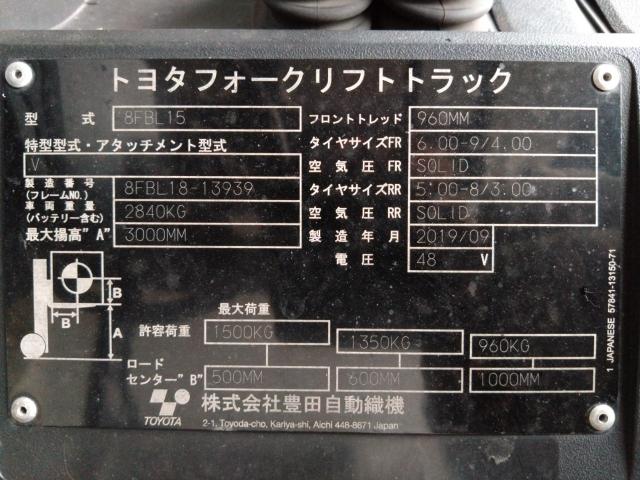 トヨタフォークリフトトラック
型 式 8FBL15 フロントトレッド 960MM
特型型式・アタッチメント型式 タイヤサイズFR 6.00-9/4.00
V 空気圧FR SOLID
製造番号 (フレームNO.) 8FBL18-13939 タイヤサイズRR 5.00-8/3.00
車両重量 (バッテリー含む) 2840KG 空気圧RR SOLID
最大揚高"A" 3000MM 製造年月 2019/09
電圧 48 V
B
B
A
最大荷重
許容荷重 1500KG 1350KG 960KG
ロード
センター"B" 500MM 600MM 1000MM
TOYOTA 株式会社豊田自動織機
2-1, Toyoda-cho, Kariya-shi, Aichi 448-8671 Japan
1 JAPANESE 57841-13150-71